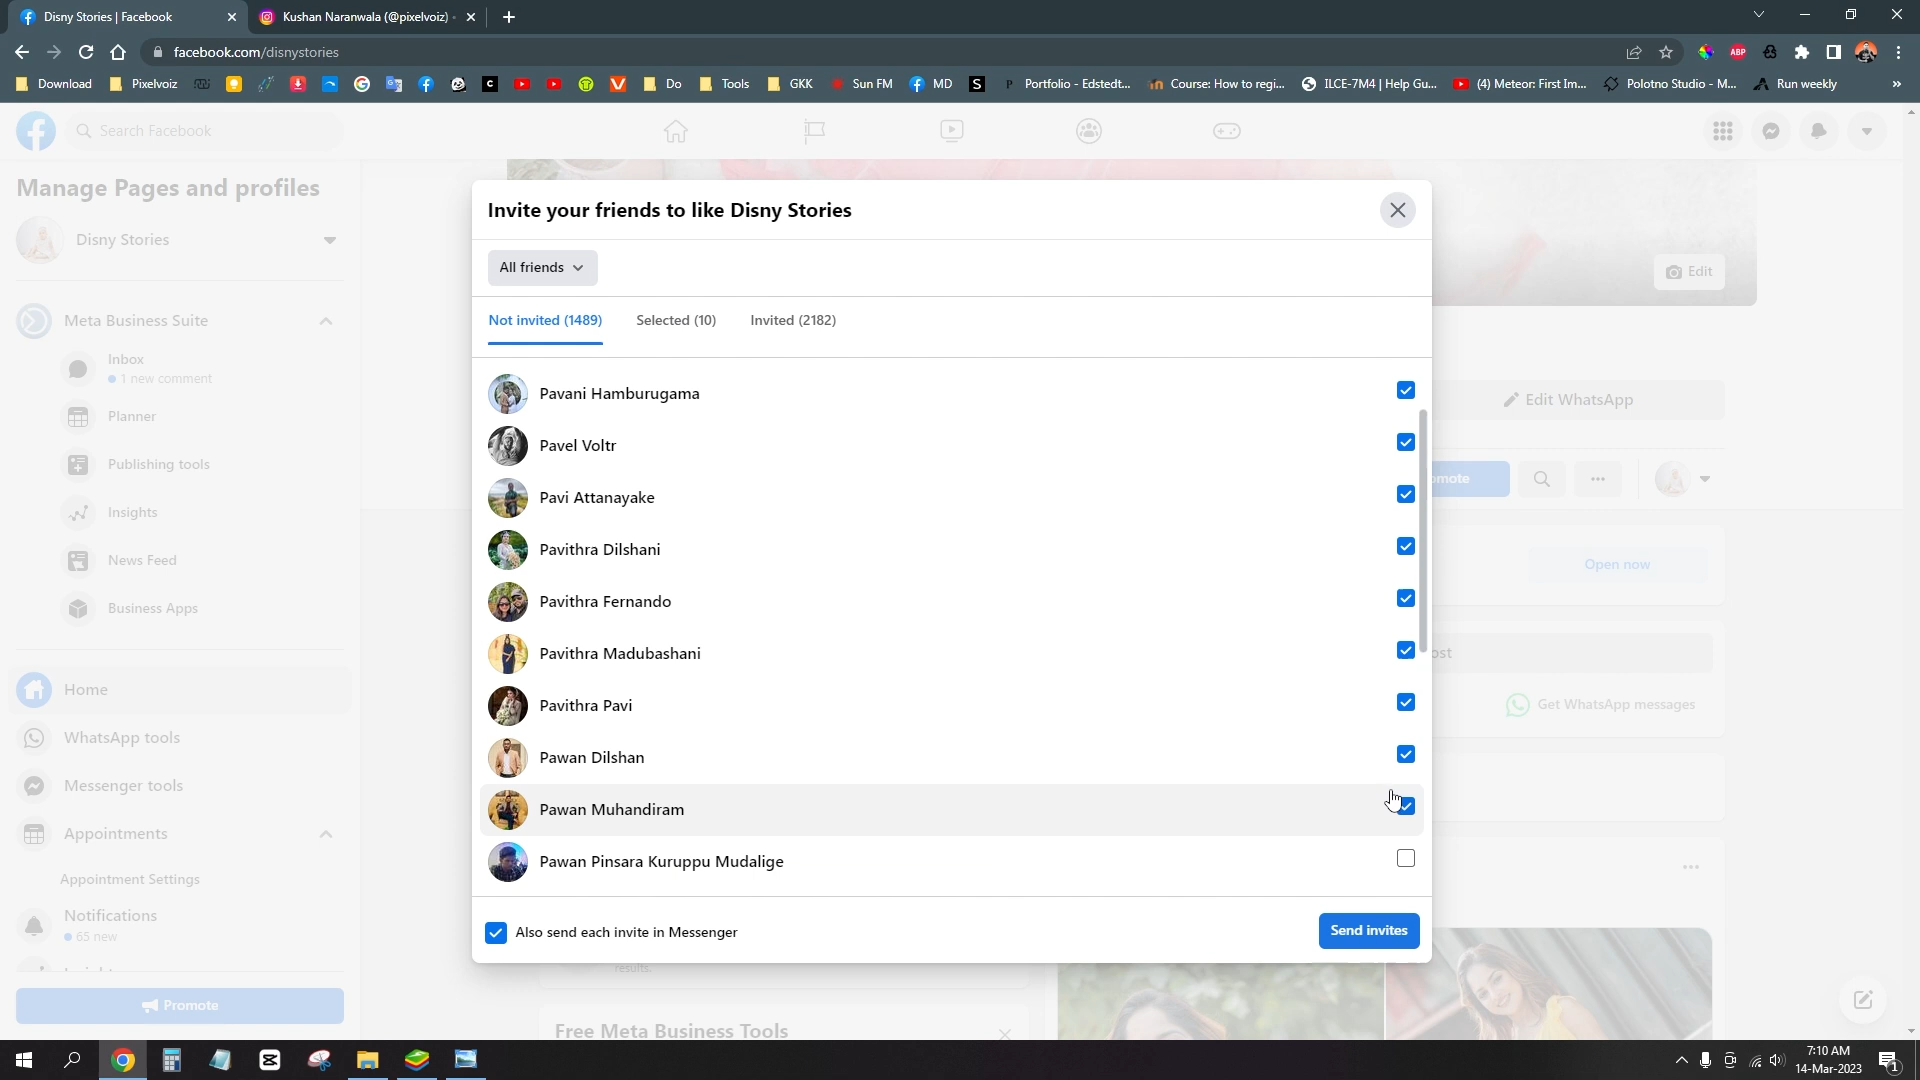 Disny Stories | Facebook
Kushan Naranwala (@pixelvoiz) ·
facebook.com/disnystories
ABP
Download
Pixelvoiz
Do
Tools
GKK
Sun FM
MD
Portfolio - Edstedt...
Course: How to regi...
ILCE-7M4 | Help Gu...
(4) Meteor: First Im...
Polotno Studio - M...
Run weekly
Search Facebook
Manage Pages and profiles
Disny Stories
Meta Business Suite
Inbox
1 new comment
Planner
Publishing tools
Insights
News Feed
Business Apps
Home
WhatsApp tools
Messenger tools
Appointments
Appointment Settings
Notifications
65 new
Promote
Invite your friends to like Disny Stories
All friends
Not invited (1489)
Selected (10)
Invited (2182)
Pavani Hamburugama
Pavel Voltr
Pavi Attanayake
Pavithra Dilshani
Pavithra Fernando
Pavithra Madubashani
Pavithra Pavi
Pawan Dilshan
Pawan Muhandiram
Pawan Pinsara Kuruppu Mudalige
Also send each invite in Messenger
Send invites
results.
Free Meta Business Tools
Edit
Edit WhatsApp
omote
Open now
ost
Get WhatsApp messages
7:10 AM
14-Mar-2023
1